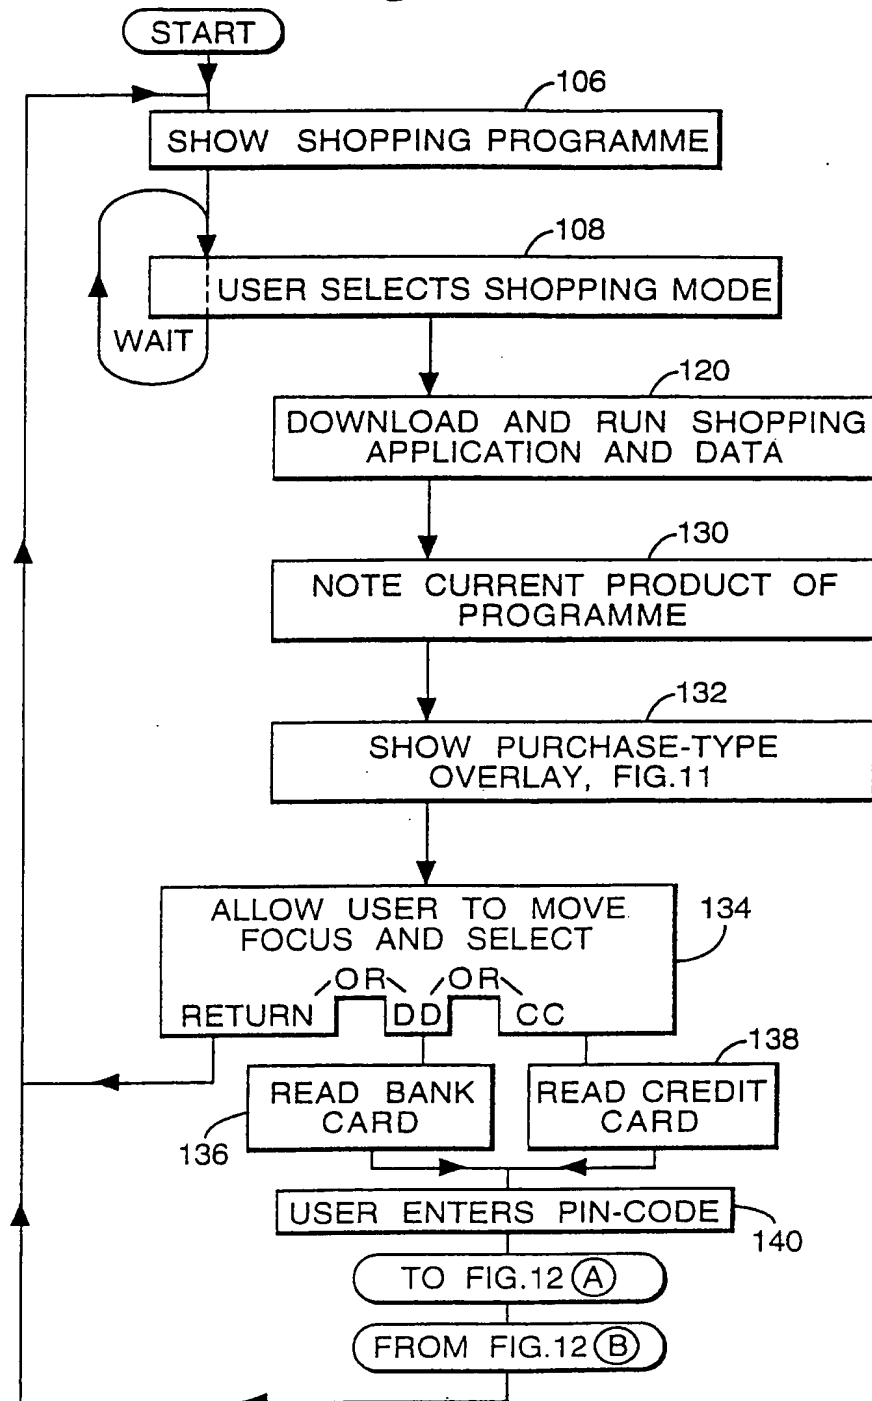 START
106
SHOW SHOPPING PROGRAMME
108
USER SELECTS SHOPPING MODE
WAIT
120
DOWNLOAD AND RUN SHOPPING
APPLICATION AND DATA
130
NOTE CURRENT PRODUCT OF
PROGRAMME
132
SHOW PURCHASE-TYPE
OVERLAY, FIG.11
ALLOW USER TO MOVE
FOCUS AND SELECT
134
OR OR
RETURN DD CC
138
READ BANK
CARD
READ CREDIT
CARD
136
USER ENTERS PIN-CODE
140
TO FIG.12 A
FROM FIG.12 B